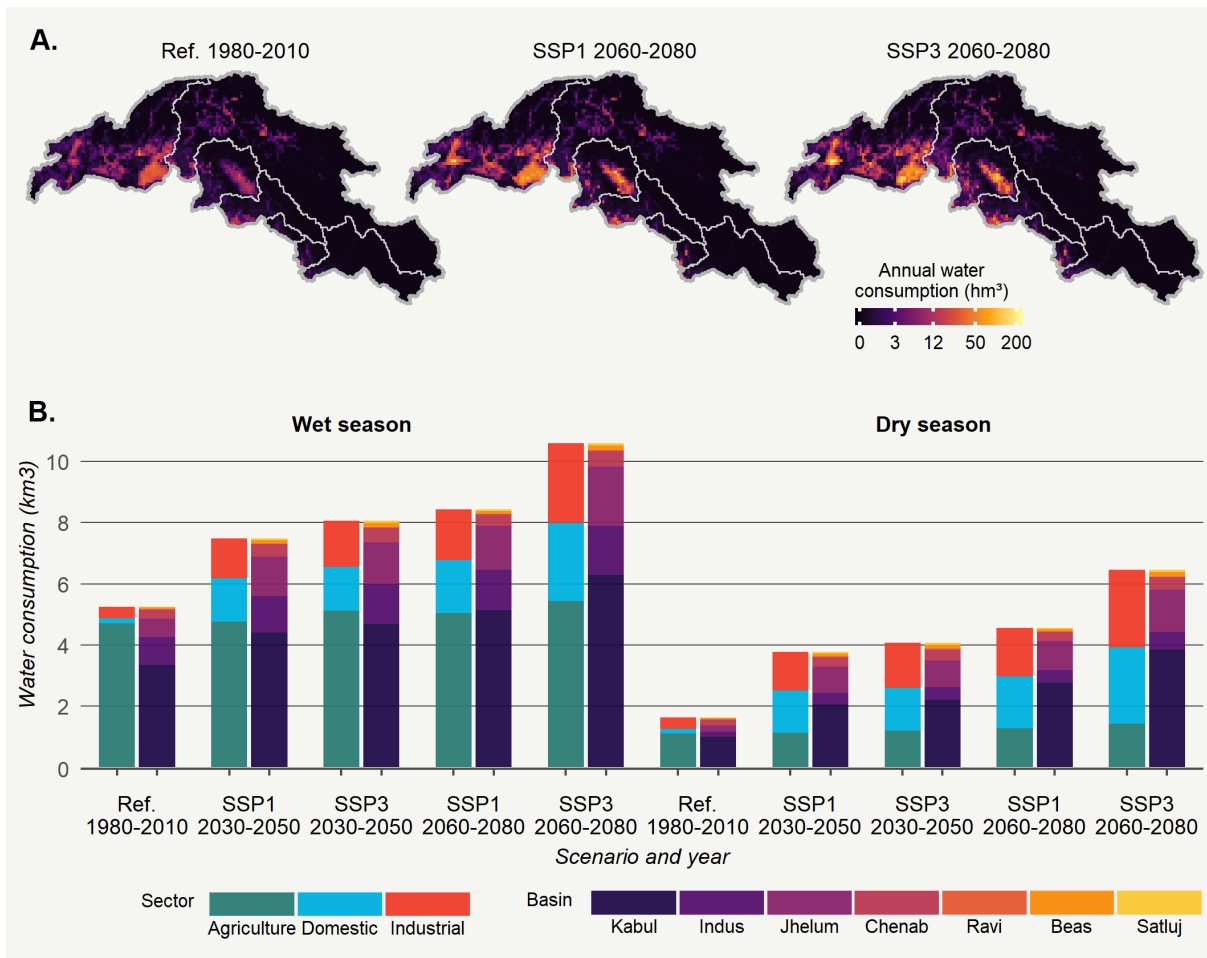 A.
Ref. 1980-2010
SSP1 2060-2080
SSP3 2060-2080
Annual water
consumption (hm³)
0 3 12 50 200
B.
Wet season
Dry season
Water consumption (km3)
10
8
6
4
2
0
Ref.
1980-2010
SSP1
2030-2050
SSP3
2030-2050
SSP1
2060-2080
SSP3
2060-2080
Ref.
1980-2010
SSP1
2030-2050
SSP3
2030-2050
SSP1
2060-2080
SSP3
2060-2080
Scenario and year
Sector
Agriculture Domestic Industrial
Basin
Kabul Indus Jhelum Chenab Ravi Beas Satluj